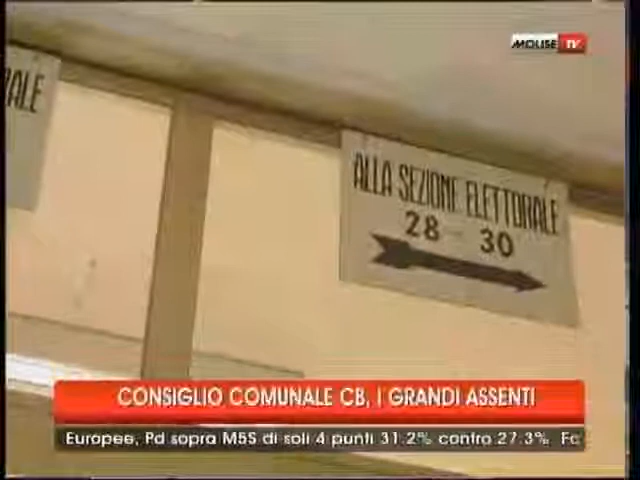 MOLISE TV
ALE
ALLA SEZIONE ELETTORALE
28 - 30
CONSIGLIO COMUNALE CB, I GRANDI ASSENTI
Europee, Pd sopra M5S di soli 4 punti 31.2% contro 27.3%